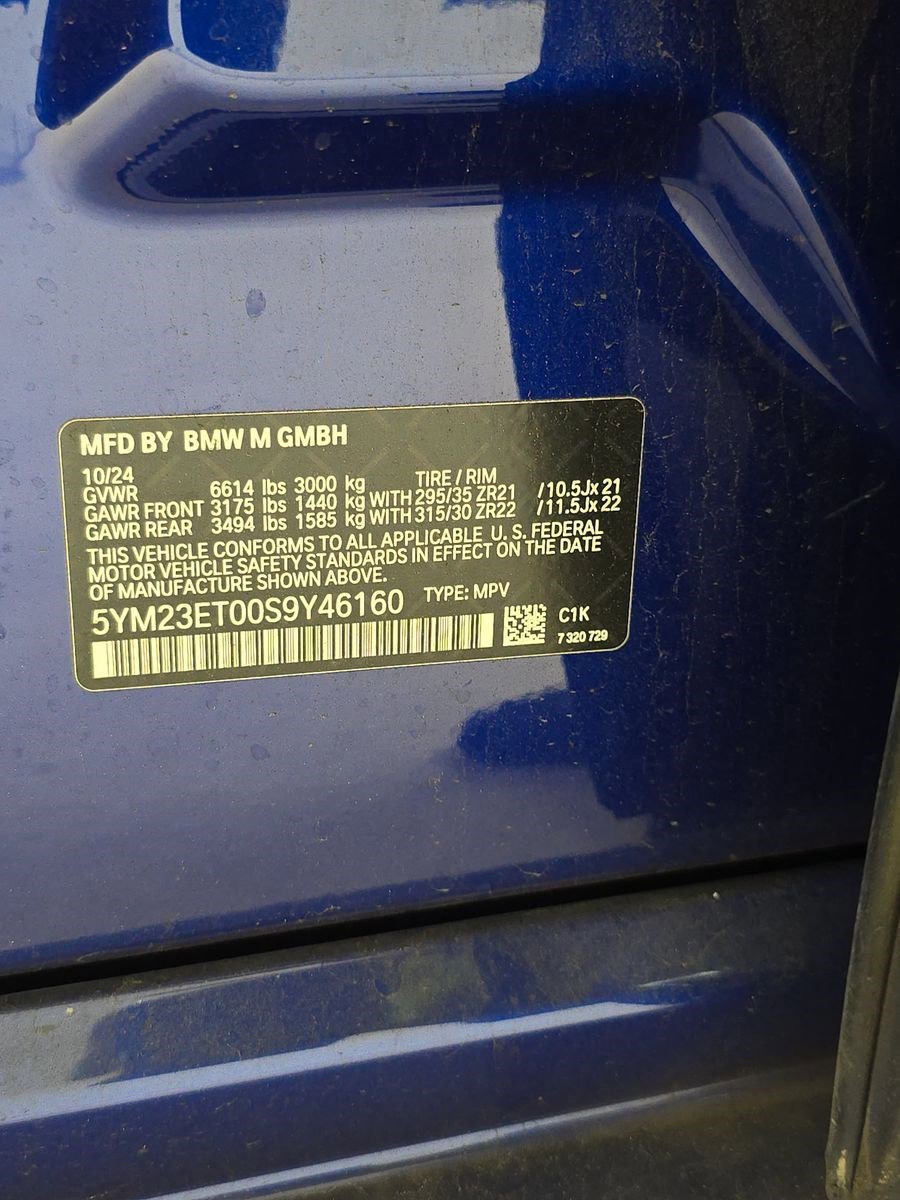 MFD BY BMW M GMBH
10/24 TIRE / RIM
GVWR 6614 lbs 3000 kg
GAWR FRONT 3175 lbs 1440 kg WITH 295/35 ZR21 /10.5Jx21
GAWR REAR 3494 lbs 1585 kg WITH 315/30 ZR22 /11.5Jx22
THIS VEHICLE CONFORMS TO ALL APPLICABLE U.S. FEDERAL
MOTOR VEHICLE SAFETY STANDARDS IN EFFECT ON THE DATE
OF MANUFACTURE SHOWN ABOVE.
5YM23ET00S9Y46160 TYPE: MPV
C1K
7 320 729